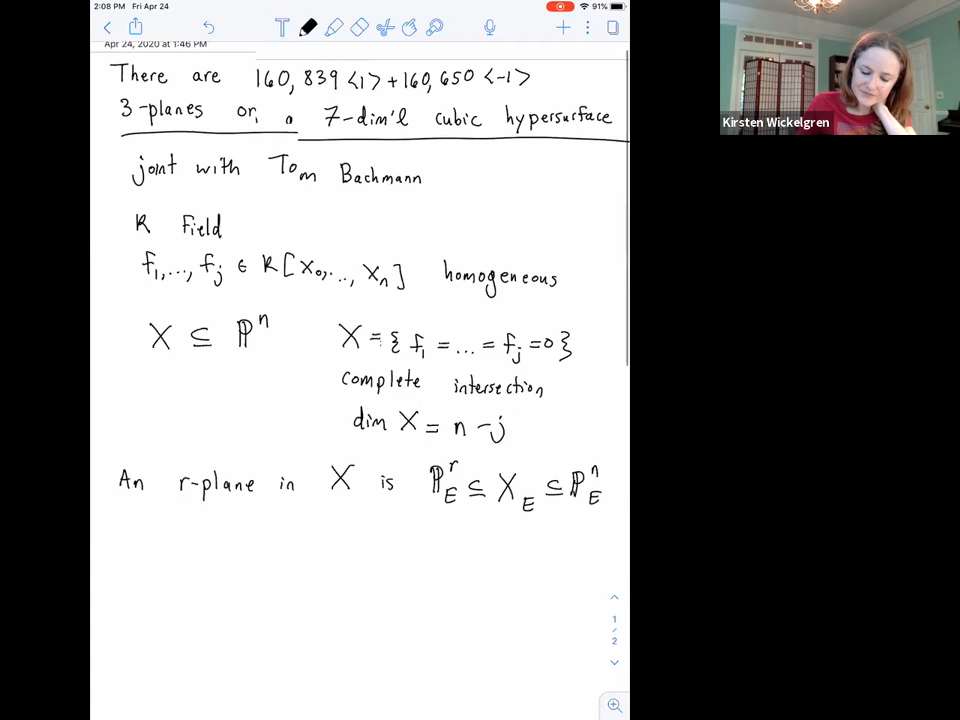 2:08 PM Fri Apr 24
91%
Apr 24, 2020 at 1:46 PM
There are 160,839 <1> + 160,650 <-1>
3-planes on a 7-dim'l cubic hypersurface
joint with Tom Bachmann
k field
f₁,..., fⱼ ∈ k[x₀,..., xₙ] homogeneous
X ⊆ ℙⁿ X = {f₁ = ... = fⱼ = 0}
complete intersection
dim X = n - j
An r-plane in X is ℙʳ_E ⊆ X_E ⊆ ℙⁿ_E
1
/
2
Kirsten Wickelgren